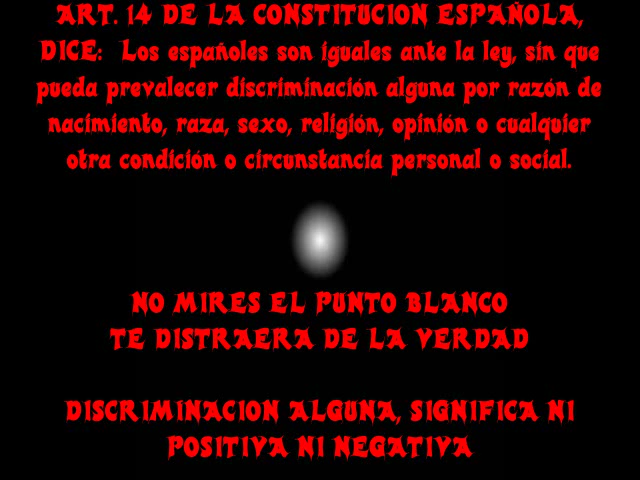 ART. 14 DE LA CONSTITUCION ESPAÑOLA,
DICE: Los españoles son iguales ante la ley, sin que
pueda prevalecer discriminación alguna por razón de
nacimiento, raza, sexo, religión, opinión o cualquier
otra condición o circunstancia personal o social.
NO MIRES EL PUNTO BLANCO
TE DISTRAERA DE LA VERDAD
DISCRIMINACION ALGUNA, SIGNIFICA NI
POSITIVA NI NEGATIVA